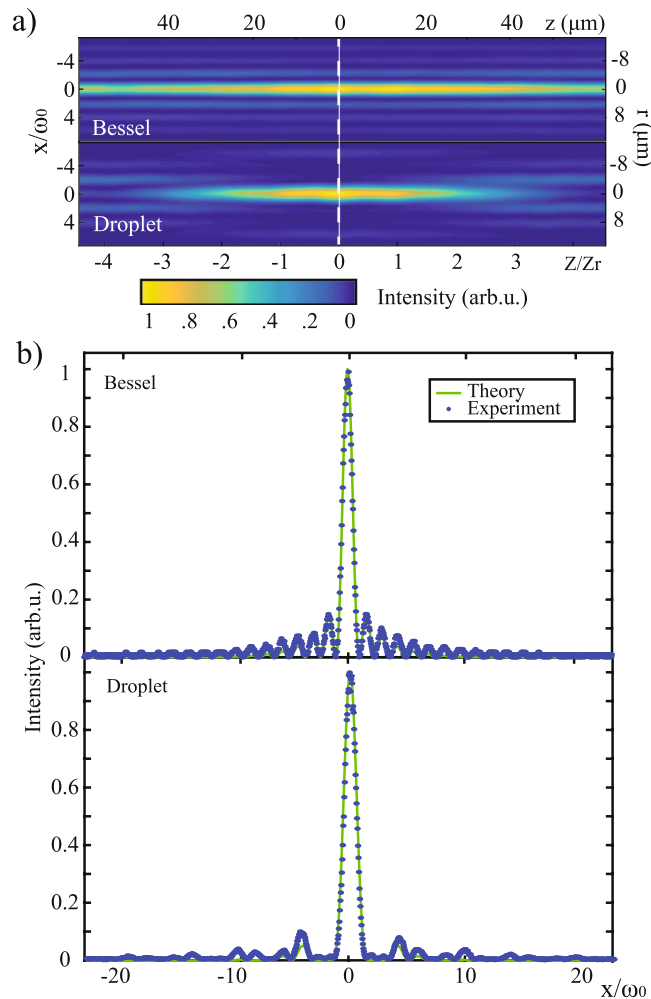 a)
40 20 0 20 40 z (μm)
-4 0 4
x/ω₀
Bessel
-8 0 8
r (μm)
-4 0 4
Droplet
-8 0 8
-4 -3 -2 -1 0 1 2 3 Z/Zr
Intensity (arb.u.)
1 .8 .6 .4 .2 0
b)
Bessel
Theory
Experiment
1
0.8
0.6
0.4
0.2
0
Intensity (arb.u.)
Droplet
1
0.8
0.6
0.4
0.2
0
-20 -10 0 10 20 x/ω₀